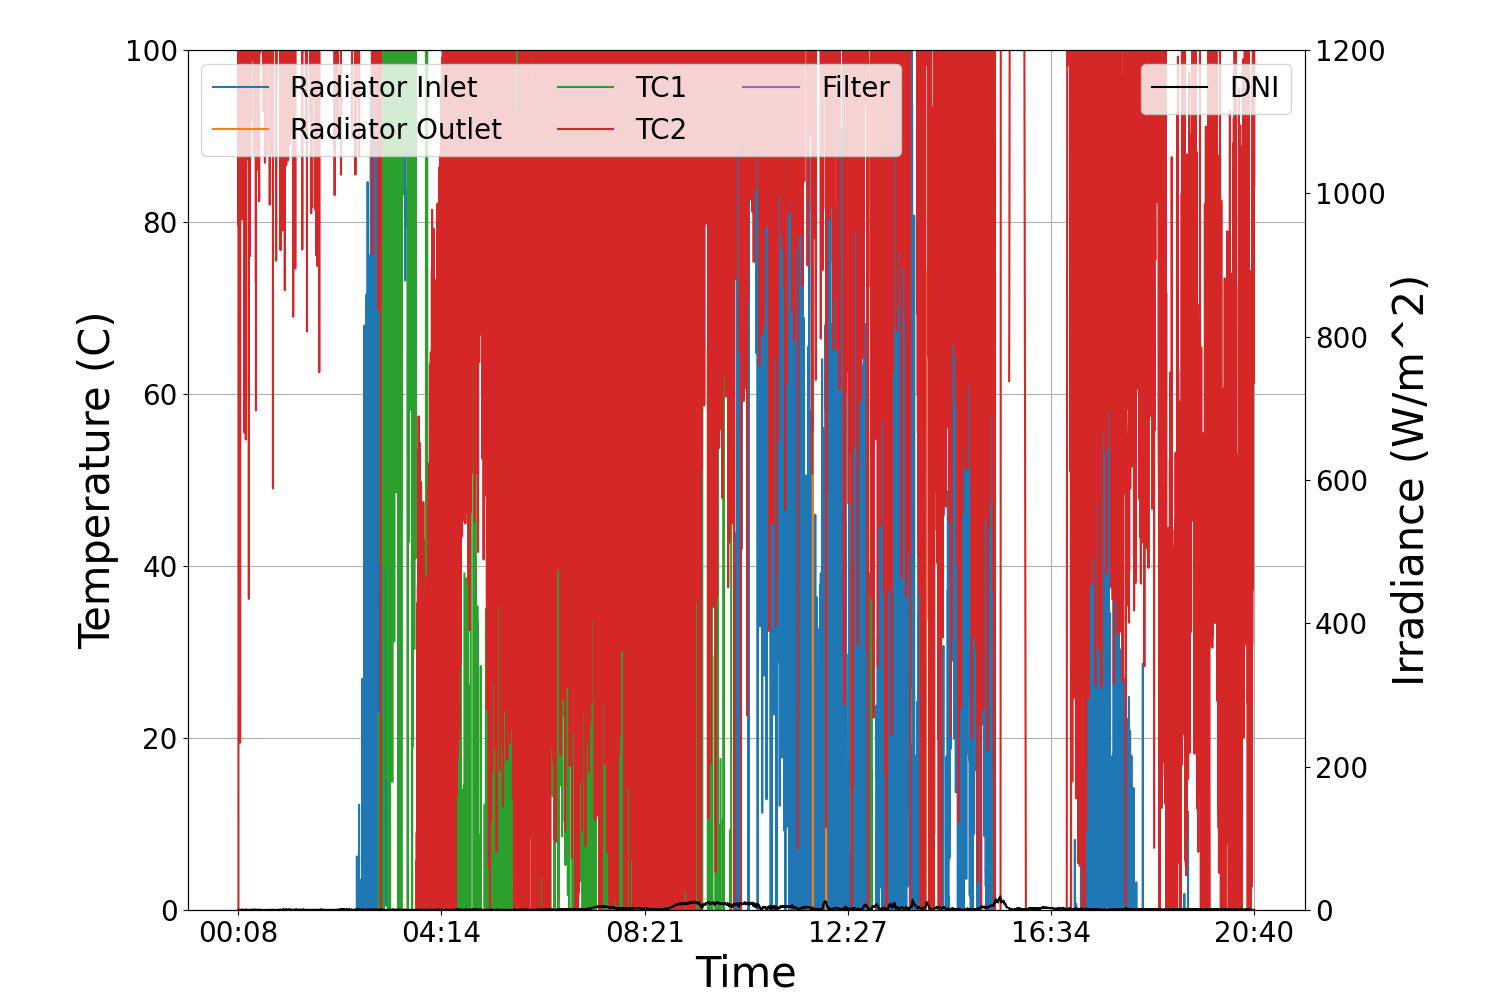 100
80
60
40
20
0
1200
1000
800
600
400
200
0
Radiator Inlet
Radiator Outlet
TC1
TC2
Filter
DNI
Temperature (C)
Irradiance (W/m^2)
00:08
04:14
08:21
12:27
16:34
20:40
Time